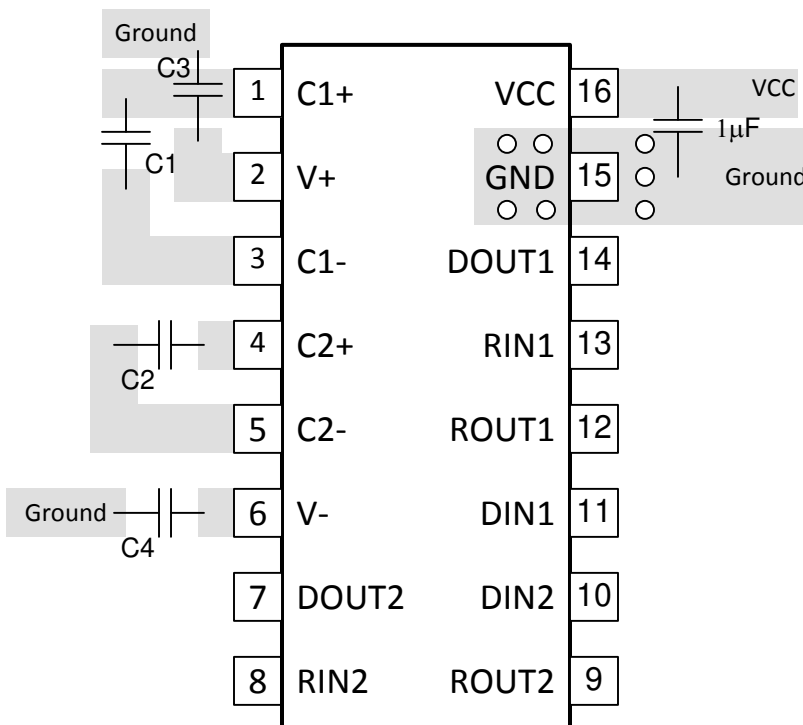 Ground
C3
1 C1+ VCC 16 VCC
C1
1µF
2 V+ GND 15 Ground
3 C1- DOUT1 14
4 C2+ RIN1 13
C2
5 C2- ROUT1 12
Ground
6 V- DIN1 11
C4
7 DOUT2 DIN2 10
8 RIN2 ROUT2 9